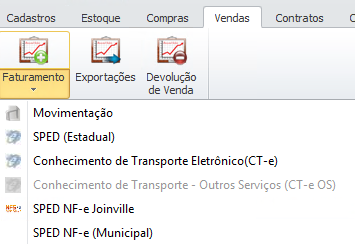 Cadastros Estoque Compras Vendas Contratos C
Faturamento Exportações Devolução
de Venda
Movimentação
SPED (Estadual)
Conhecimento de Transporte Eletrônico(CT-e)
Conhecimento de Transporte - Outros Serviços (CT-e OS)
SPED NF-e Joinville
SPED NF-e (Municipal)